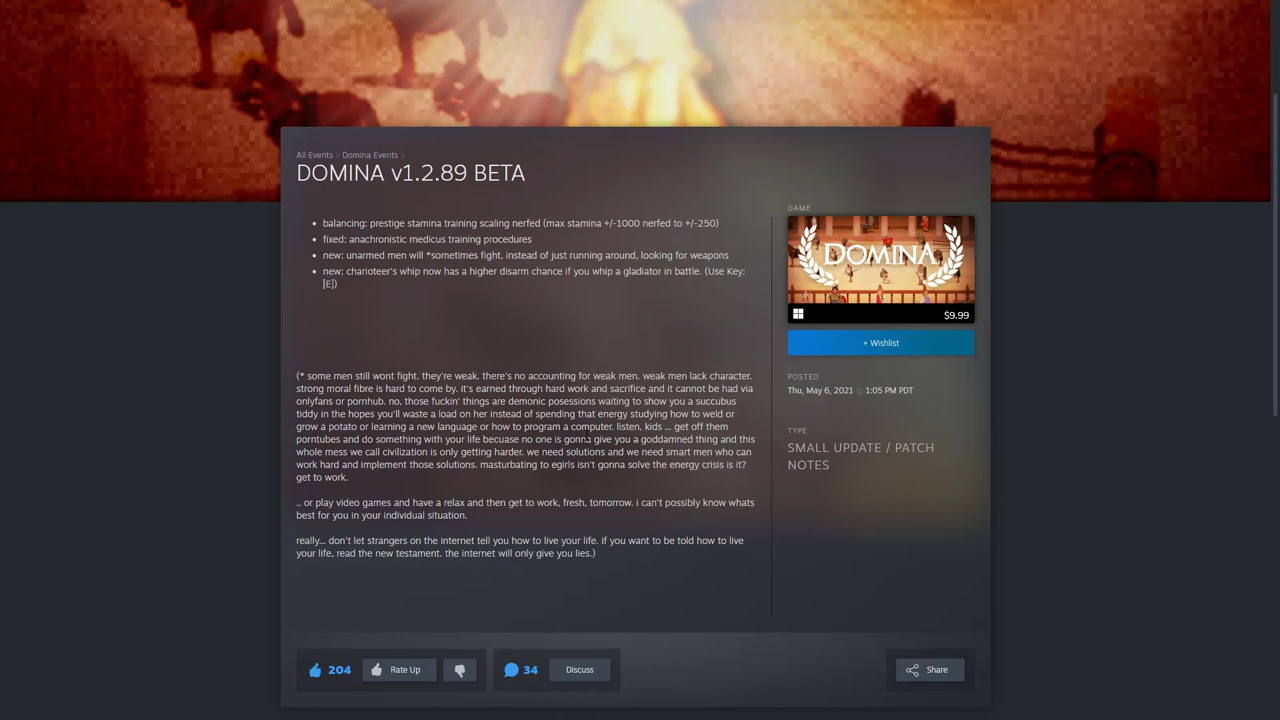 All Events > Domina Events >
DOMINA v1.2.89 BETA
balancing: prestige stamina training scaling nerfed (max stamina +/-1000 nerfed to +/-250)
fixed: anachronistic medicus training procedures
new: unarmed men will *sometimes fight, instead of just running around, looking for weapons
new: charioteer's whip now has a higher disarm chance if you whip a gladiator in battle. (Use Key:
[E])
(* some men still wont fight. they're weak. there's no accounting for weak men. weak men lack character.
strong moral fibre is hard to come by. it's earned through hard work and sacrifice and it cannot be had via
onlyfans or pornhub. no, those fuckin' things are demonic posessions waiting to show you a succubus
tiddy in the hopes you'll waste a load on her instead of spending that energy studying how to weld or
grow a potato or learning a new language or how to program a computer. listen, kids ... get off them
porntubes and do something with your life becuase no one is gonna give you a goddamned thing and this
whole mess we call civilization is only getting harder. we need solutions and we need smart men who can
work hard and implement those solutions. masturbating to egirls isn't gonna solve the energy crisis is it?
get to work.
.. or play video games and have a relax and then get to work, fresh, tomorrow. i can't possibly know whats
best for you in your individual situation.
really... don't let strangers on the internet tell you how to live your life. if you want to be told how to live
your life, read the new testament. the internet will only give you lies.)
GAME
DOMINA
$9.99
+ Wishlist
POSTED
Thu, May 6, 2021 @ 1:05 PM PDT
TYPE
SMALL UPDATE / PATCH
NOTES
204
Rate Up
34
Discuss
Share